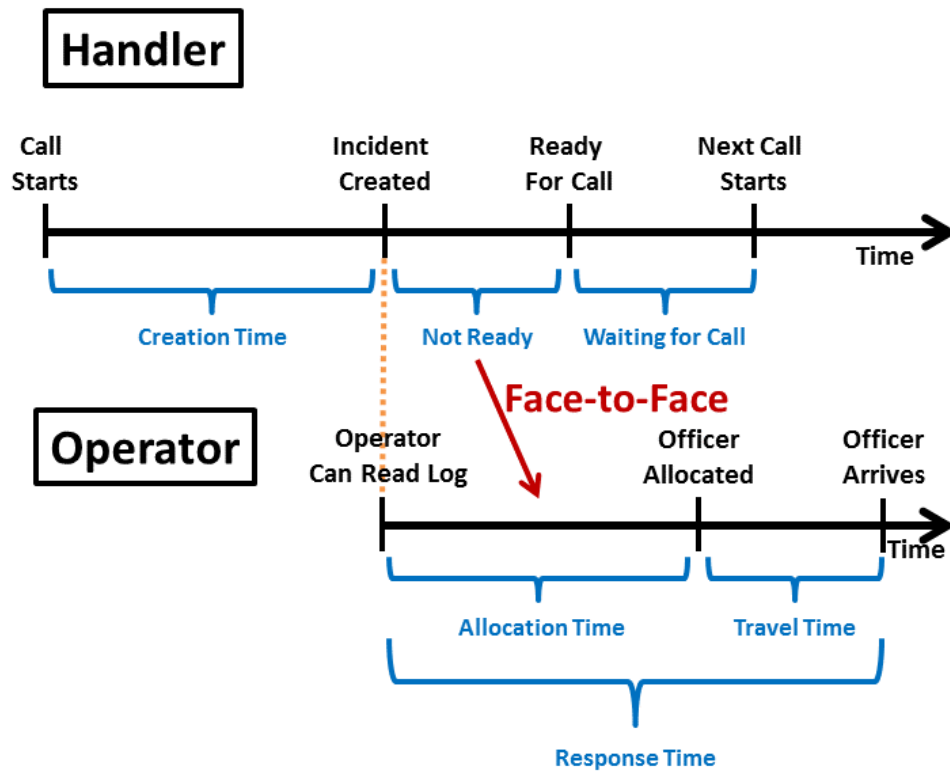 Handler
Call
Starts
Incident
Created
Ready
For Call
Next Call
Starts
Time
Creation Time
Not Ready
Waiting for Call
Face-to-Face
Operator
Operator
Can Read Log
Officer
Allocated
Officer
Arrives
Time
Allocation Time
Travel Time
Response Time